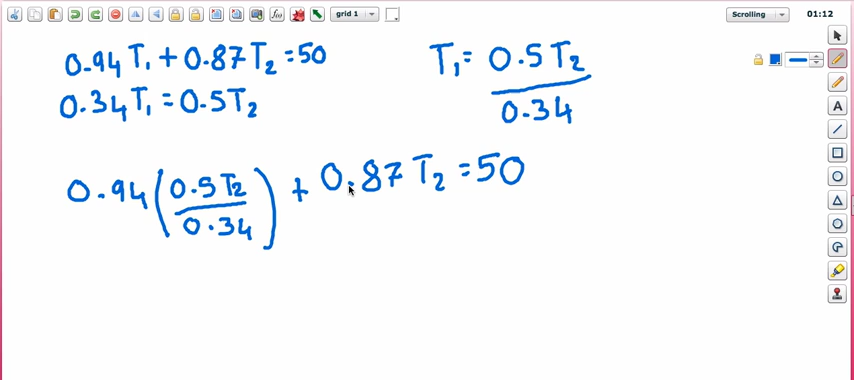 grid 1
Scrolling
01:12
0.94T₁ + 0.87T₂ = 50
T₁ = 0.5T₂ / 0.34
0.34T₁ = 0.5T₂
0.94(0.5T₂ / 0.34) + 0.87T₂ = 50